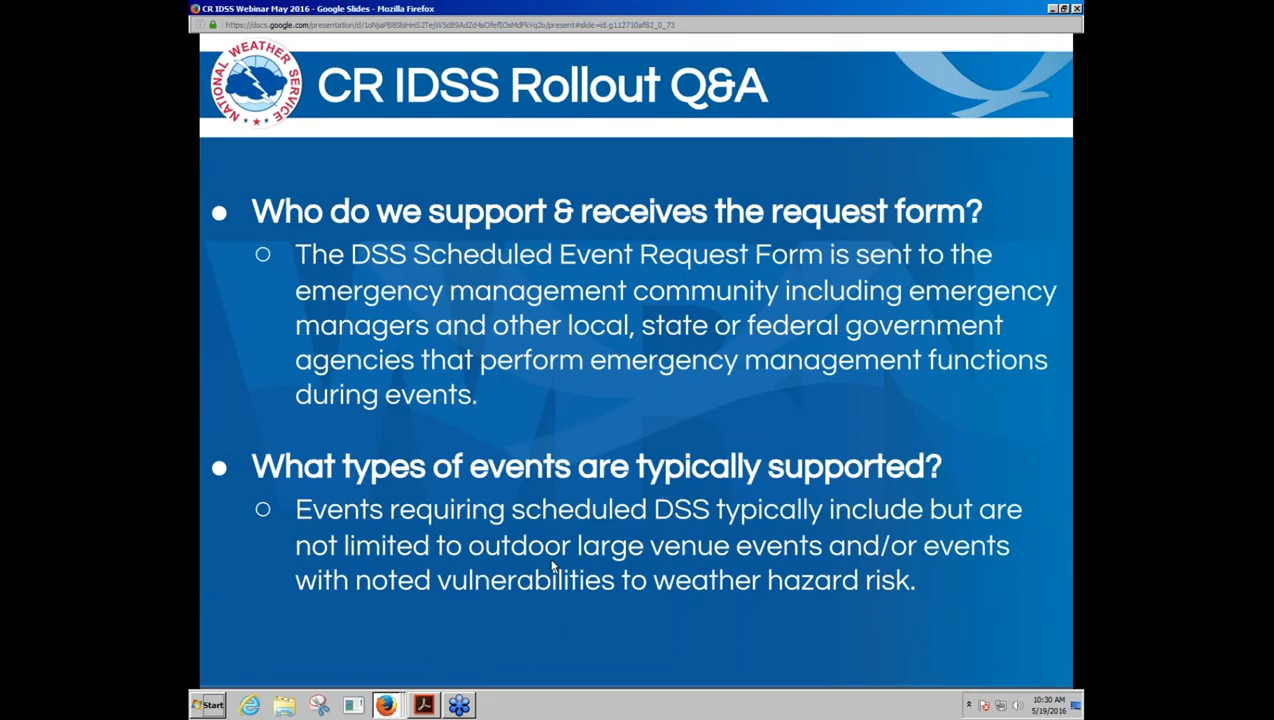 CR IDSS Webinar May 2016 - Google Slides - Mozilla Firefox
NATIONAL WEATHER SERVICE
CR IDSS Rollout Q&A
● Who do we support & receives the request form?
○ The DSS Scheduled Event Request Form is sent to the
emergency management community including emergency
managers and other local, state or federal government
agencies that perform emergency management functions
during events.
● What types of events are typically supported?
○ Events requiring scheduled DSS typically include but are
not limited to outdoor large venue events and/or events
with noted vulnerabilities to weather hazard risk.
Start
10:30 AM
5/19/2016